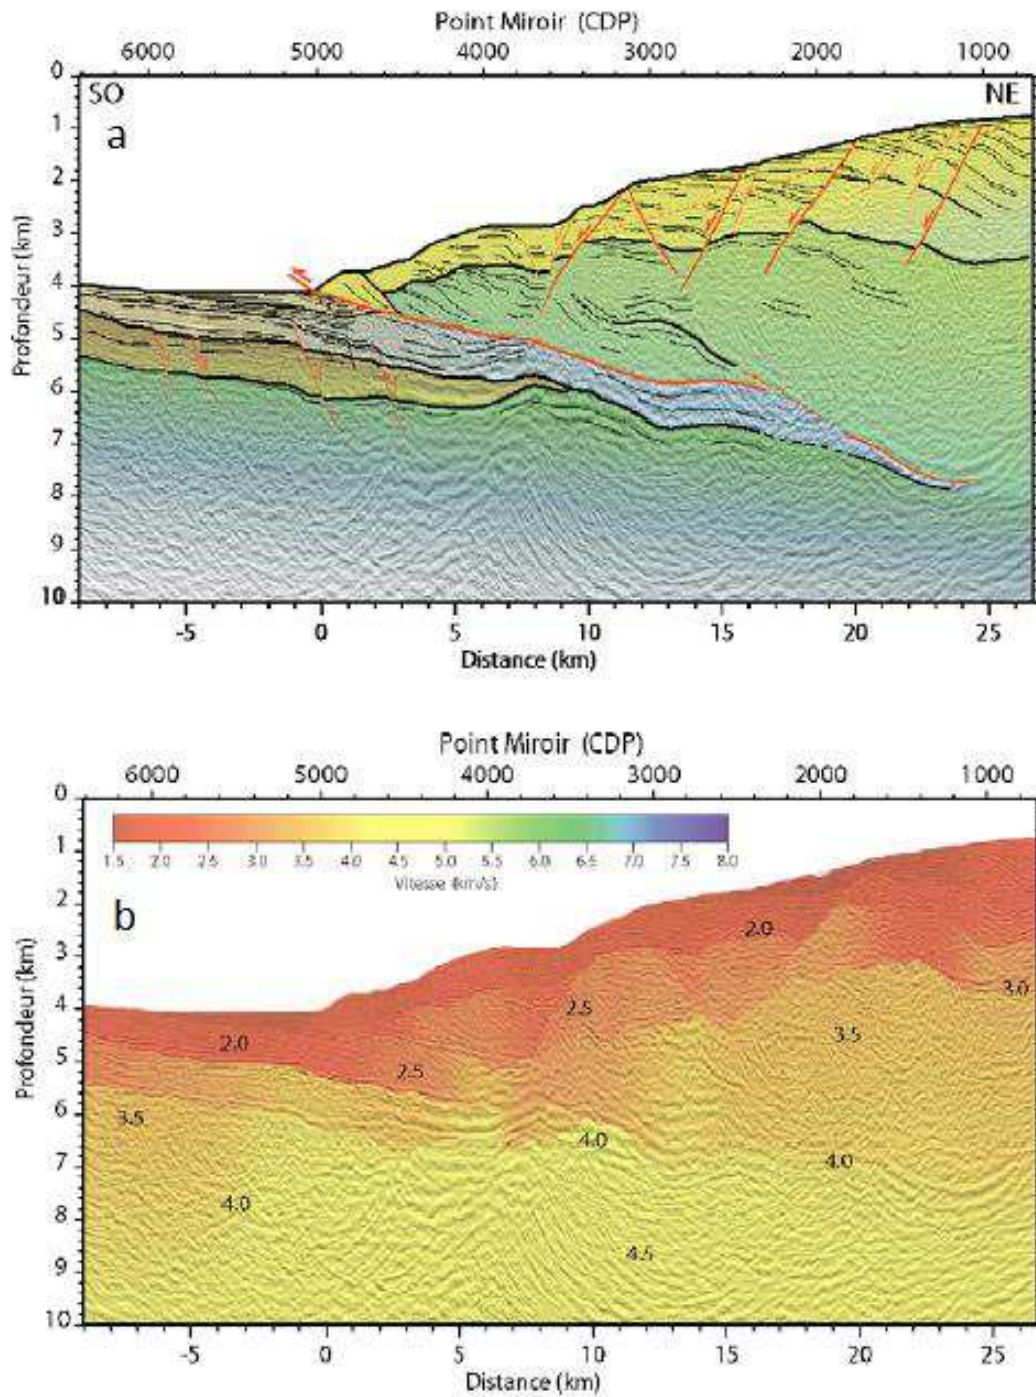 Point Miroir (CDP)
6000 5000 4000 3000 2000 1000
SO NE
a
0
1
2
3
4
5
6
7
8
9
10
Profondeur (km)
-5 0 5 10 15 20 25
Distance (km)
Point Miroir (CDP)
6000 5000 4000 3000 2000 1000
1.5 2.0 2.5 3.0 3.5 4.0 4.5 5.0 5.5 6.0 6.5 7.0 7.5 8.0
Vitesse (km/s)
b
0
1
2
3
4
5
6
7
8
9
10
Profondeur (km)
2.0
2.5
3.0
3.5
2.0
2.5
3.5
4.0
4.0
4.0
4.5
-5 0 5 10 15 20 25
Distance (km)